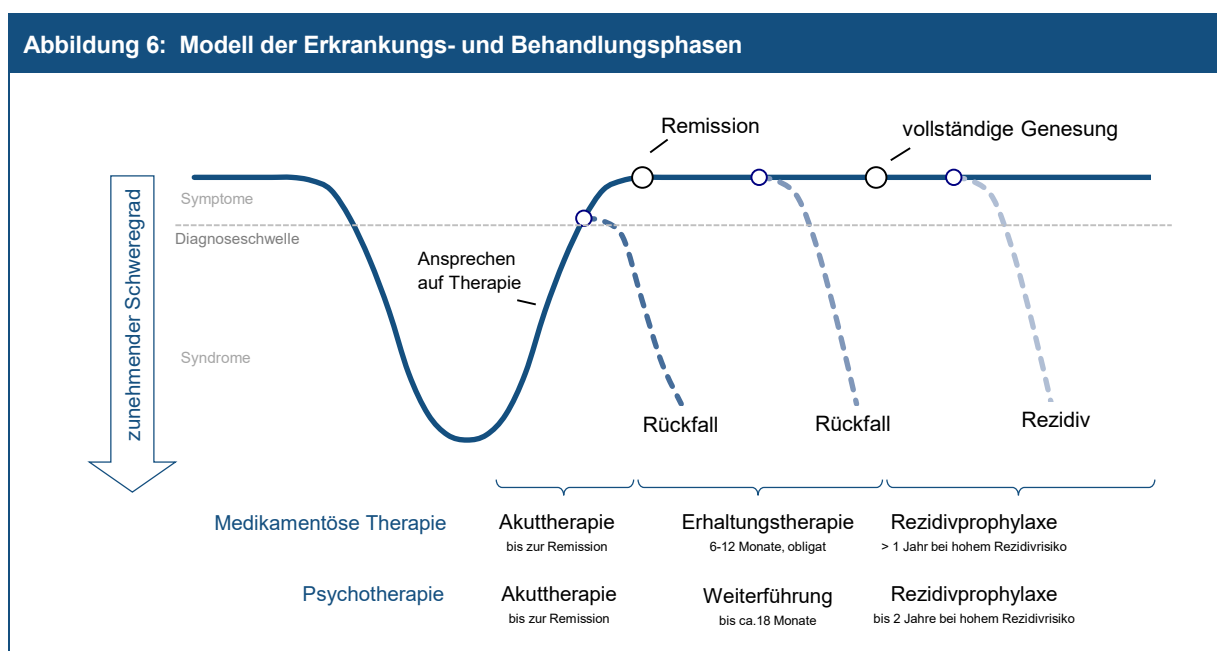 Abbildung 6: Modell der Erkrankungs- und Behandlungsphasen
Remission
vollständige Genesung
zunehmender Schweregrad
Symptome
Diagnoseschwelle
Ansprechen
auf Therapie
Syndrome
Rückfall
Rückfall
Rezidiv
Medikamentöse Therapie
Akuttherapie
bis zur Remission
Erhaltungstherapie
6-12 Monate, obligat
Rezidivprophylaxe
> 1 Jahr bei hohem Rezidivrisiko
Psychotherapie
Akuttherapie
bis zur Remission
Weiterführung
bis ca.18 Monate
Rezidivprophylaxe
bis 2 Jahre bei hohem Rezidivrisiko